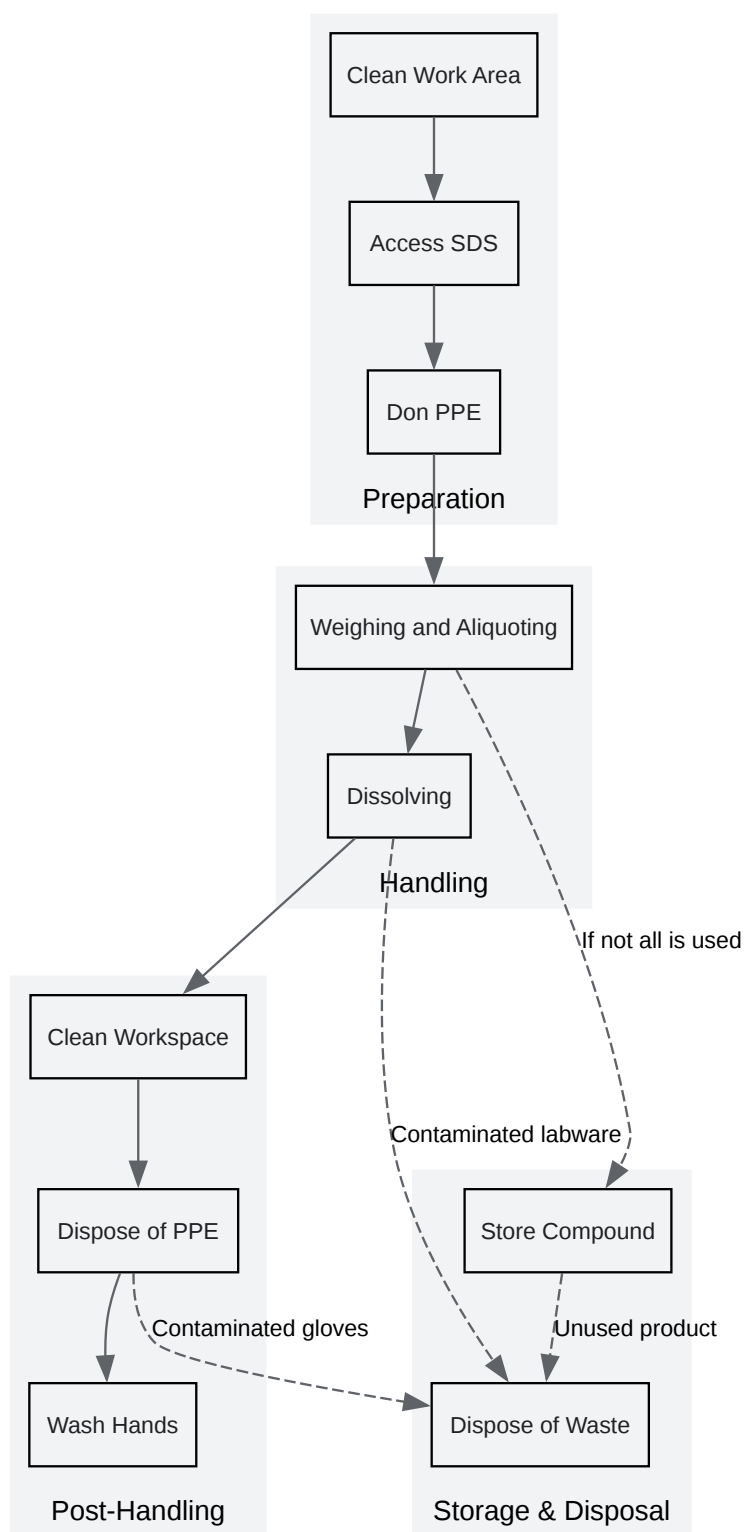 Clean Work Area
Access SDS
Don PPE
Preparation
Weighing and Aliquoting
Dissolving
Handling
If not all is used
Clean Workspace
Contaminated labware
Dispose of PPE
Store Compound
Contaminated gloves
Unused product
Wash Hands
Dispose of Waste
Post-Handling
Storage & Disposal